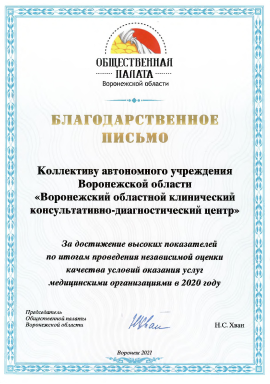 ОБЩЕСТВЕННАЯ
ПАЛАТА
Воронежской области
БЛАГОДАРСТВЕННОЕ
ПИСЬМО
Коллективу автономного учреждения
Воронежской области
«Воронежский областной клинический
консультативно-диагностический центр»
За достижение высоких показателей
по итогам проведения независимой оценки
качества условий оказания услуг
медицинскими организациями в 2020 году
Председатель
Общественной палаты
Воронежской области
Н.С. Хван
Воронеж 2021